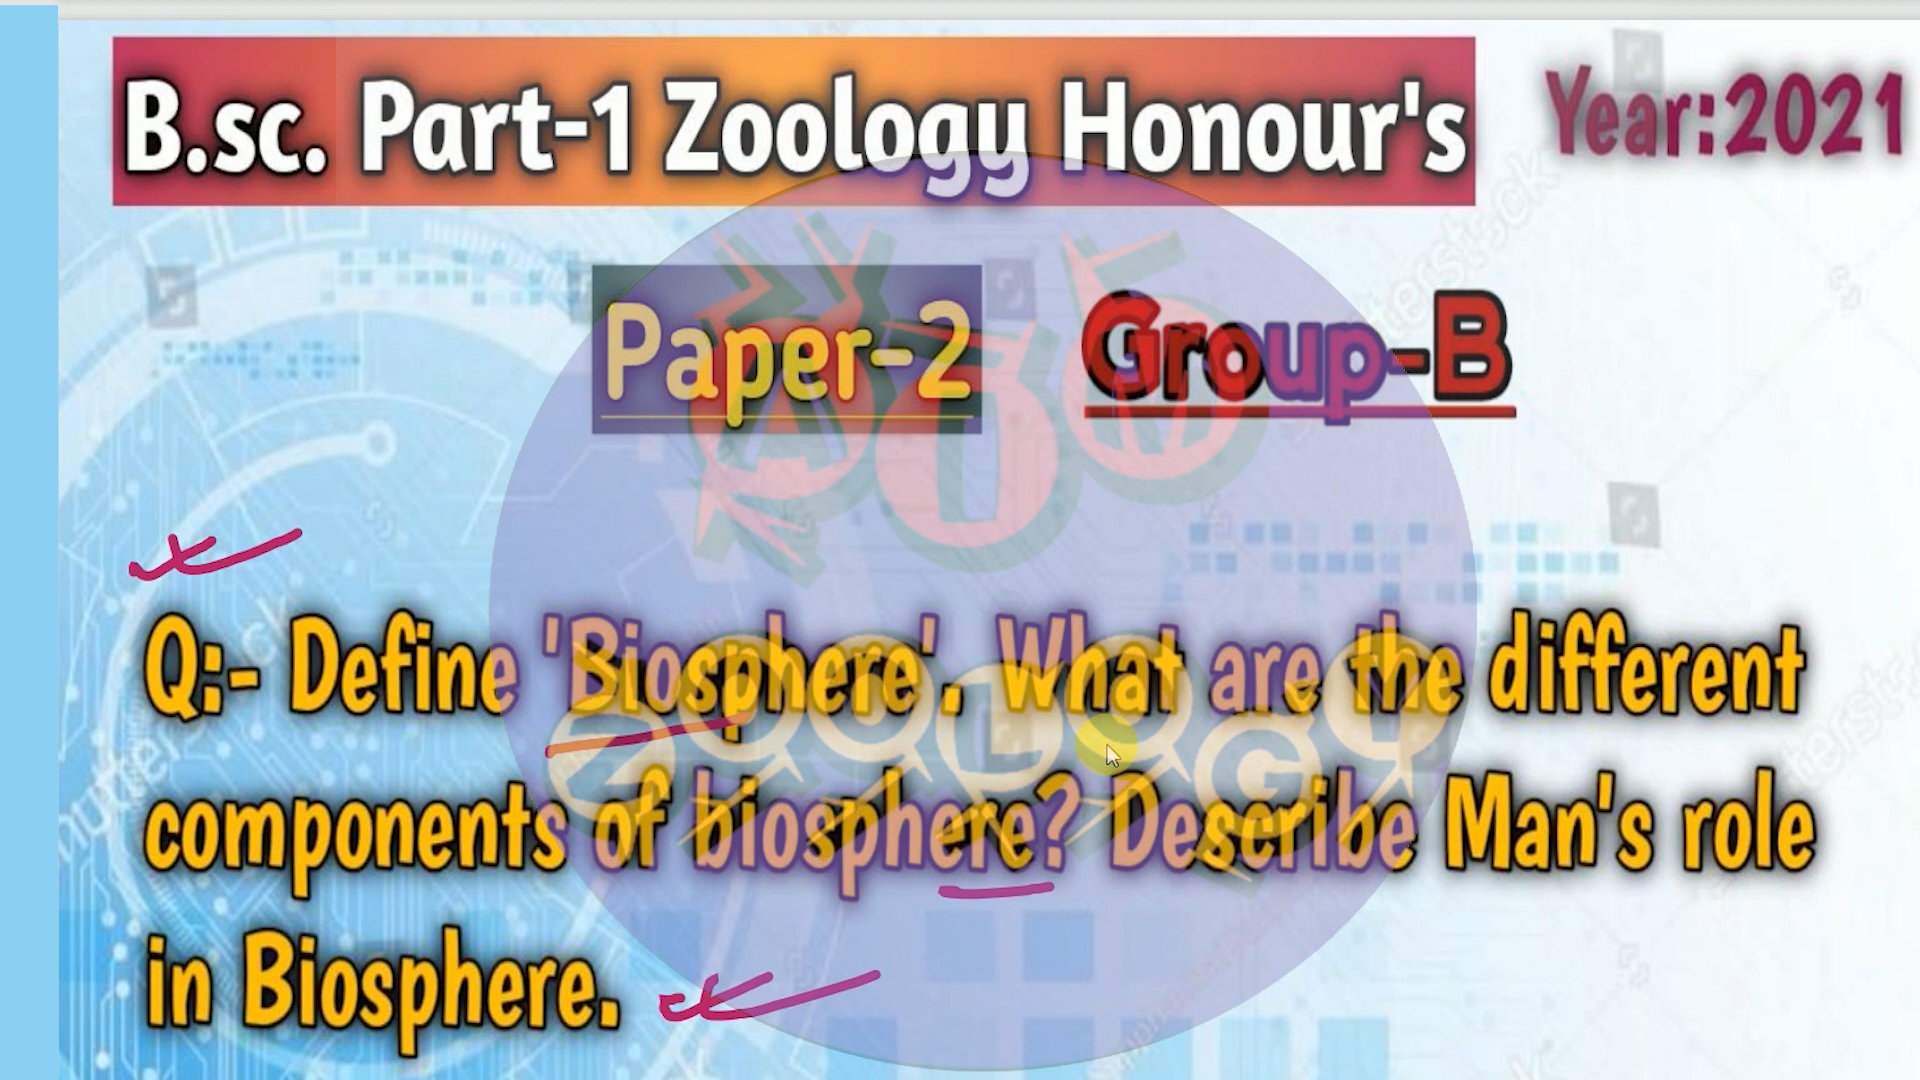 B.sc. Part-1 Zoology Honour's Year:2021
Paper-2 Group-B
Q:- Define 'Biosphere'. What are the different
components of biosphere? Describe Man's role
in Biosphere.
ZOOLOGY